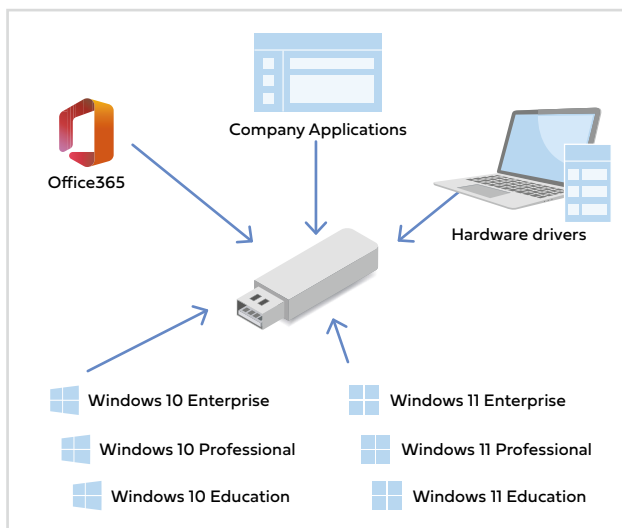 Company Applications
Office365
Hardware drivers
Windows 10 Enterprise
Windows 11 Enterprise
Windows 10 Professional
Windows 11 Professional
Windows 10 Education
Windows 11 Education